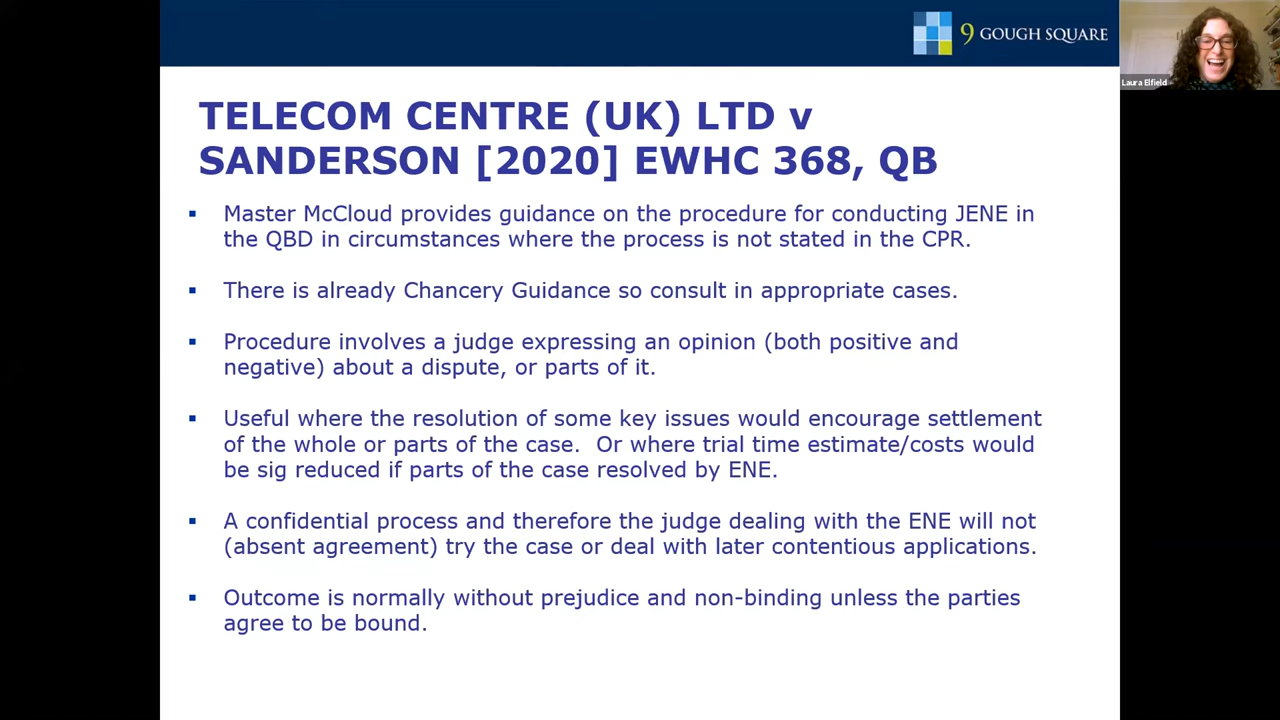 9 GOUGH SQUARE
Laura Elfield
TELECOM CENTRE (UK) LTD v
SANDERSON [2020] EWHC 368, QB
▪ Master McCloud provides guidance on the procedure for conducting JENE in
the QBD in circumstances where the process is not stated in the CPR.
▪ There is already Chancery Guidance so consult in appropriate cases.
▪ Procedure involves a judge expressing an opinion (both positive and
negative) about a dispute, or parts of it.
▪ Useful where the resolution of some key issues would encourage settlement
of the whole or parts of the case. Or where trial time estimate/costs would
be sig reduced if parts of the case resolved by ENE.
▪ A confidential process and therefore the judge dealing with the ENE will not
(absent agreement) try the case or deal with later contentious applications.
▪ Outcome is normally without prejudice and non-binding unless the parties
agree to be bound.